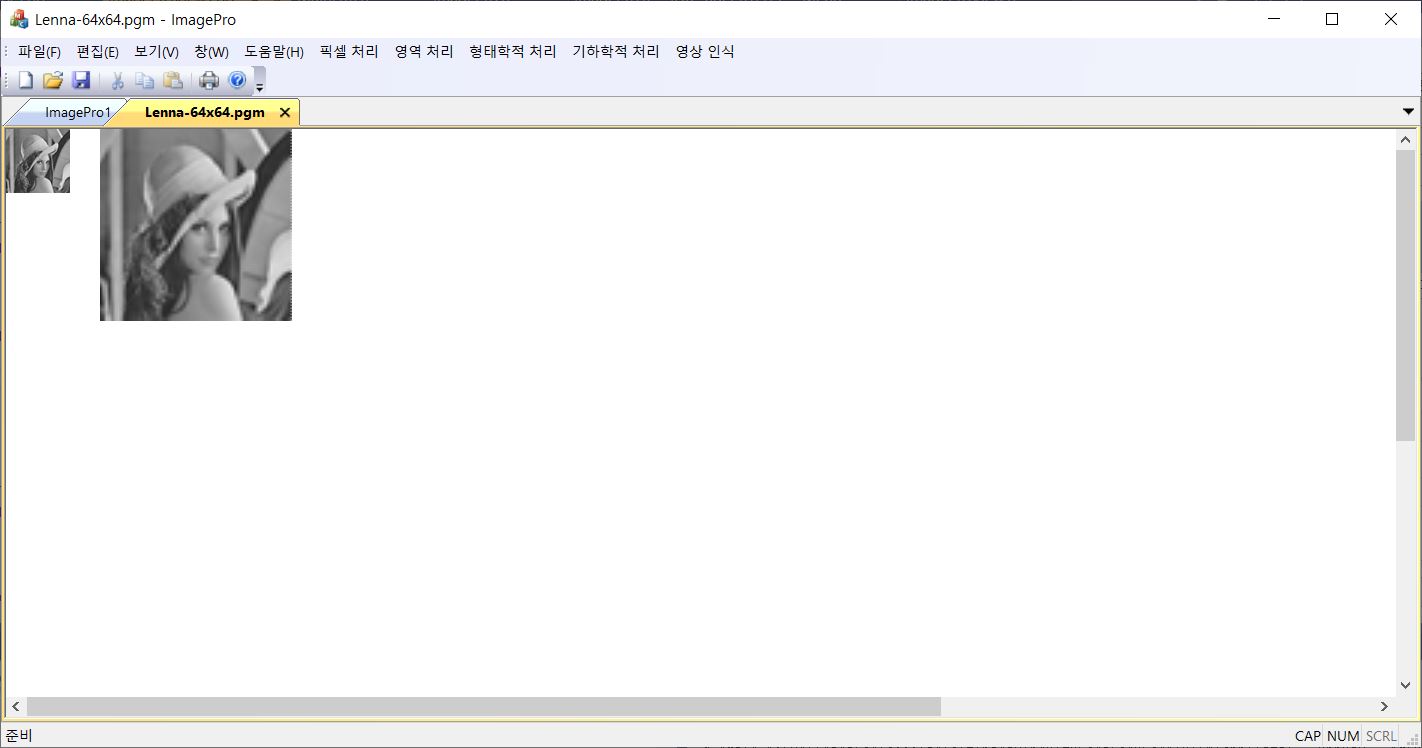 Lenna-64x64.pgm - ImagePro
파일(F) 편집(E) 보기(V) 창(W) 도움말(H) 픽셀 처리 영역 처리 형태학적 처리 기하학적 처리 영상 인식
ImagePro1 Lenna-64x64.pgm
준비 CAP NUM SCRL